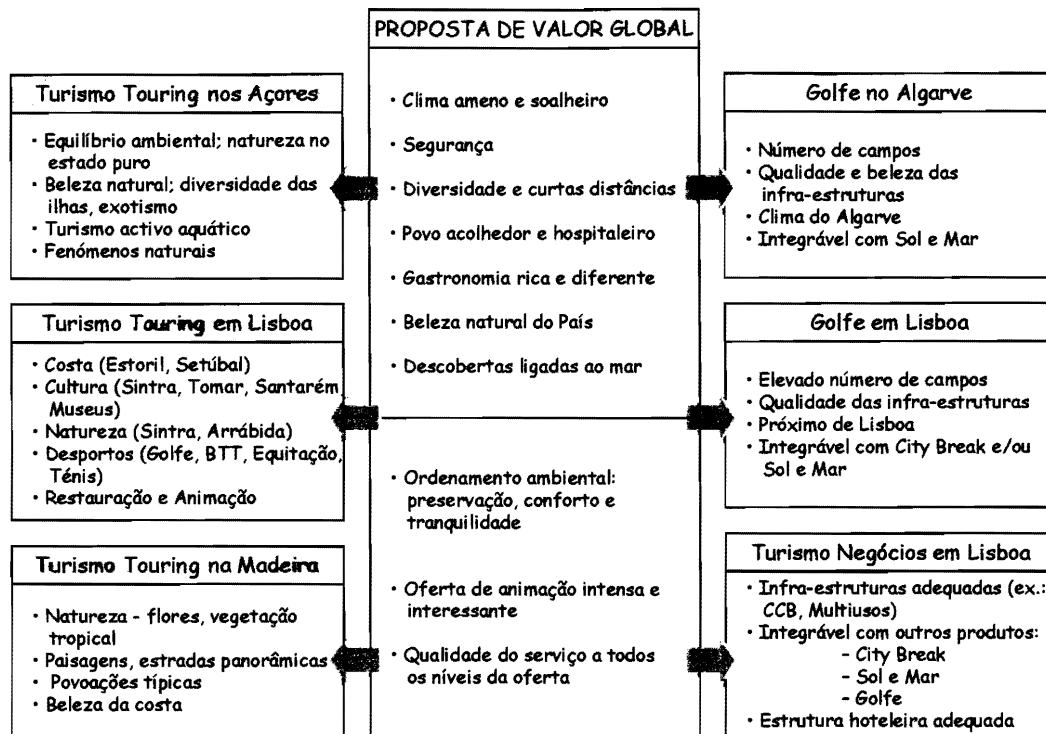 PROPOSTA DE VALOR GLOBAL
• Clima ameno e soalheiro
• Segurança
• Diversidade e curtas distâncias
• Povo acolhedor e hospitaleiro
• Gastronomia rica e diferente
• Beleza natural do País
• Descobertas ligadas ao mar
• Ordenamento ambiental:
preservação, conforto e
tranquilidade
• Oferta de animação intensa e
interessante
• Qualidade do serviço a todos
os níveis da oferta
Turismo Touring nos Açores
• Equilíbrio ambiental; natureza no
estado puro
• Beleza natural; diversidade das
ilhas, exotismo
• Turismo activo aquático
• Fenómenos naturais
Turismo Touring em Lisboa
• Costa (Estoril, Setúbal)
• Cultura (Sintra, Tomar, Santarém,
Museus)
• Natureza (Sintra, Arrábida)
• Desportos (Golfe, BTT, Equitação,
Ténis)
• Restauração e Animação
Turismo Touring na Madeira
• Natureza - flores, vegetação
tropical
• Paisagens, estradas panorâmicas
• Povoações típicas
• Beleza da costa
Golfe no Algarve
• Número de campos
• Qualidade e beleza das
infra-estruturas
• Clima do Algarve
• Integrável com Sol e Mar
Golfe em Lisboa
• Elevado número de campos
• Qualidade das infra-estruturas
• Próximo de Lisboa
• Integrável com City Break e/ou
Sol e Mar
Turismo Negócios em Lisboa
• Infra-estruturas adequadas (ex.:
CCB, Multiusos)
• Integrável com outros produtos:
- City Break
- Sol e Mar
- Golfe
• Estrutura hoteleira adequada